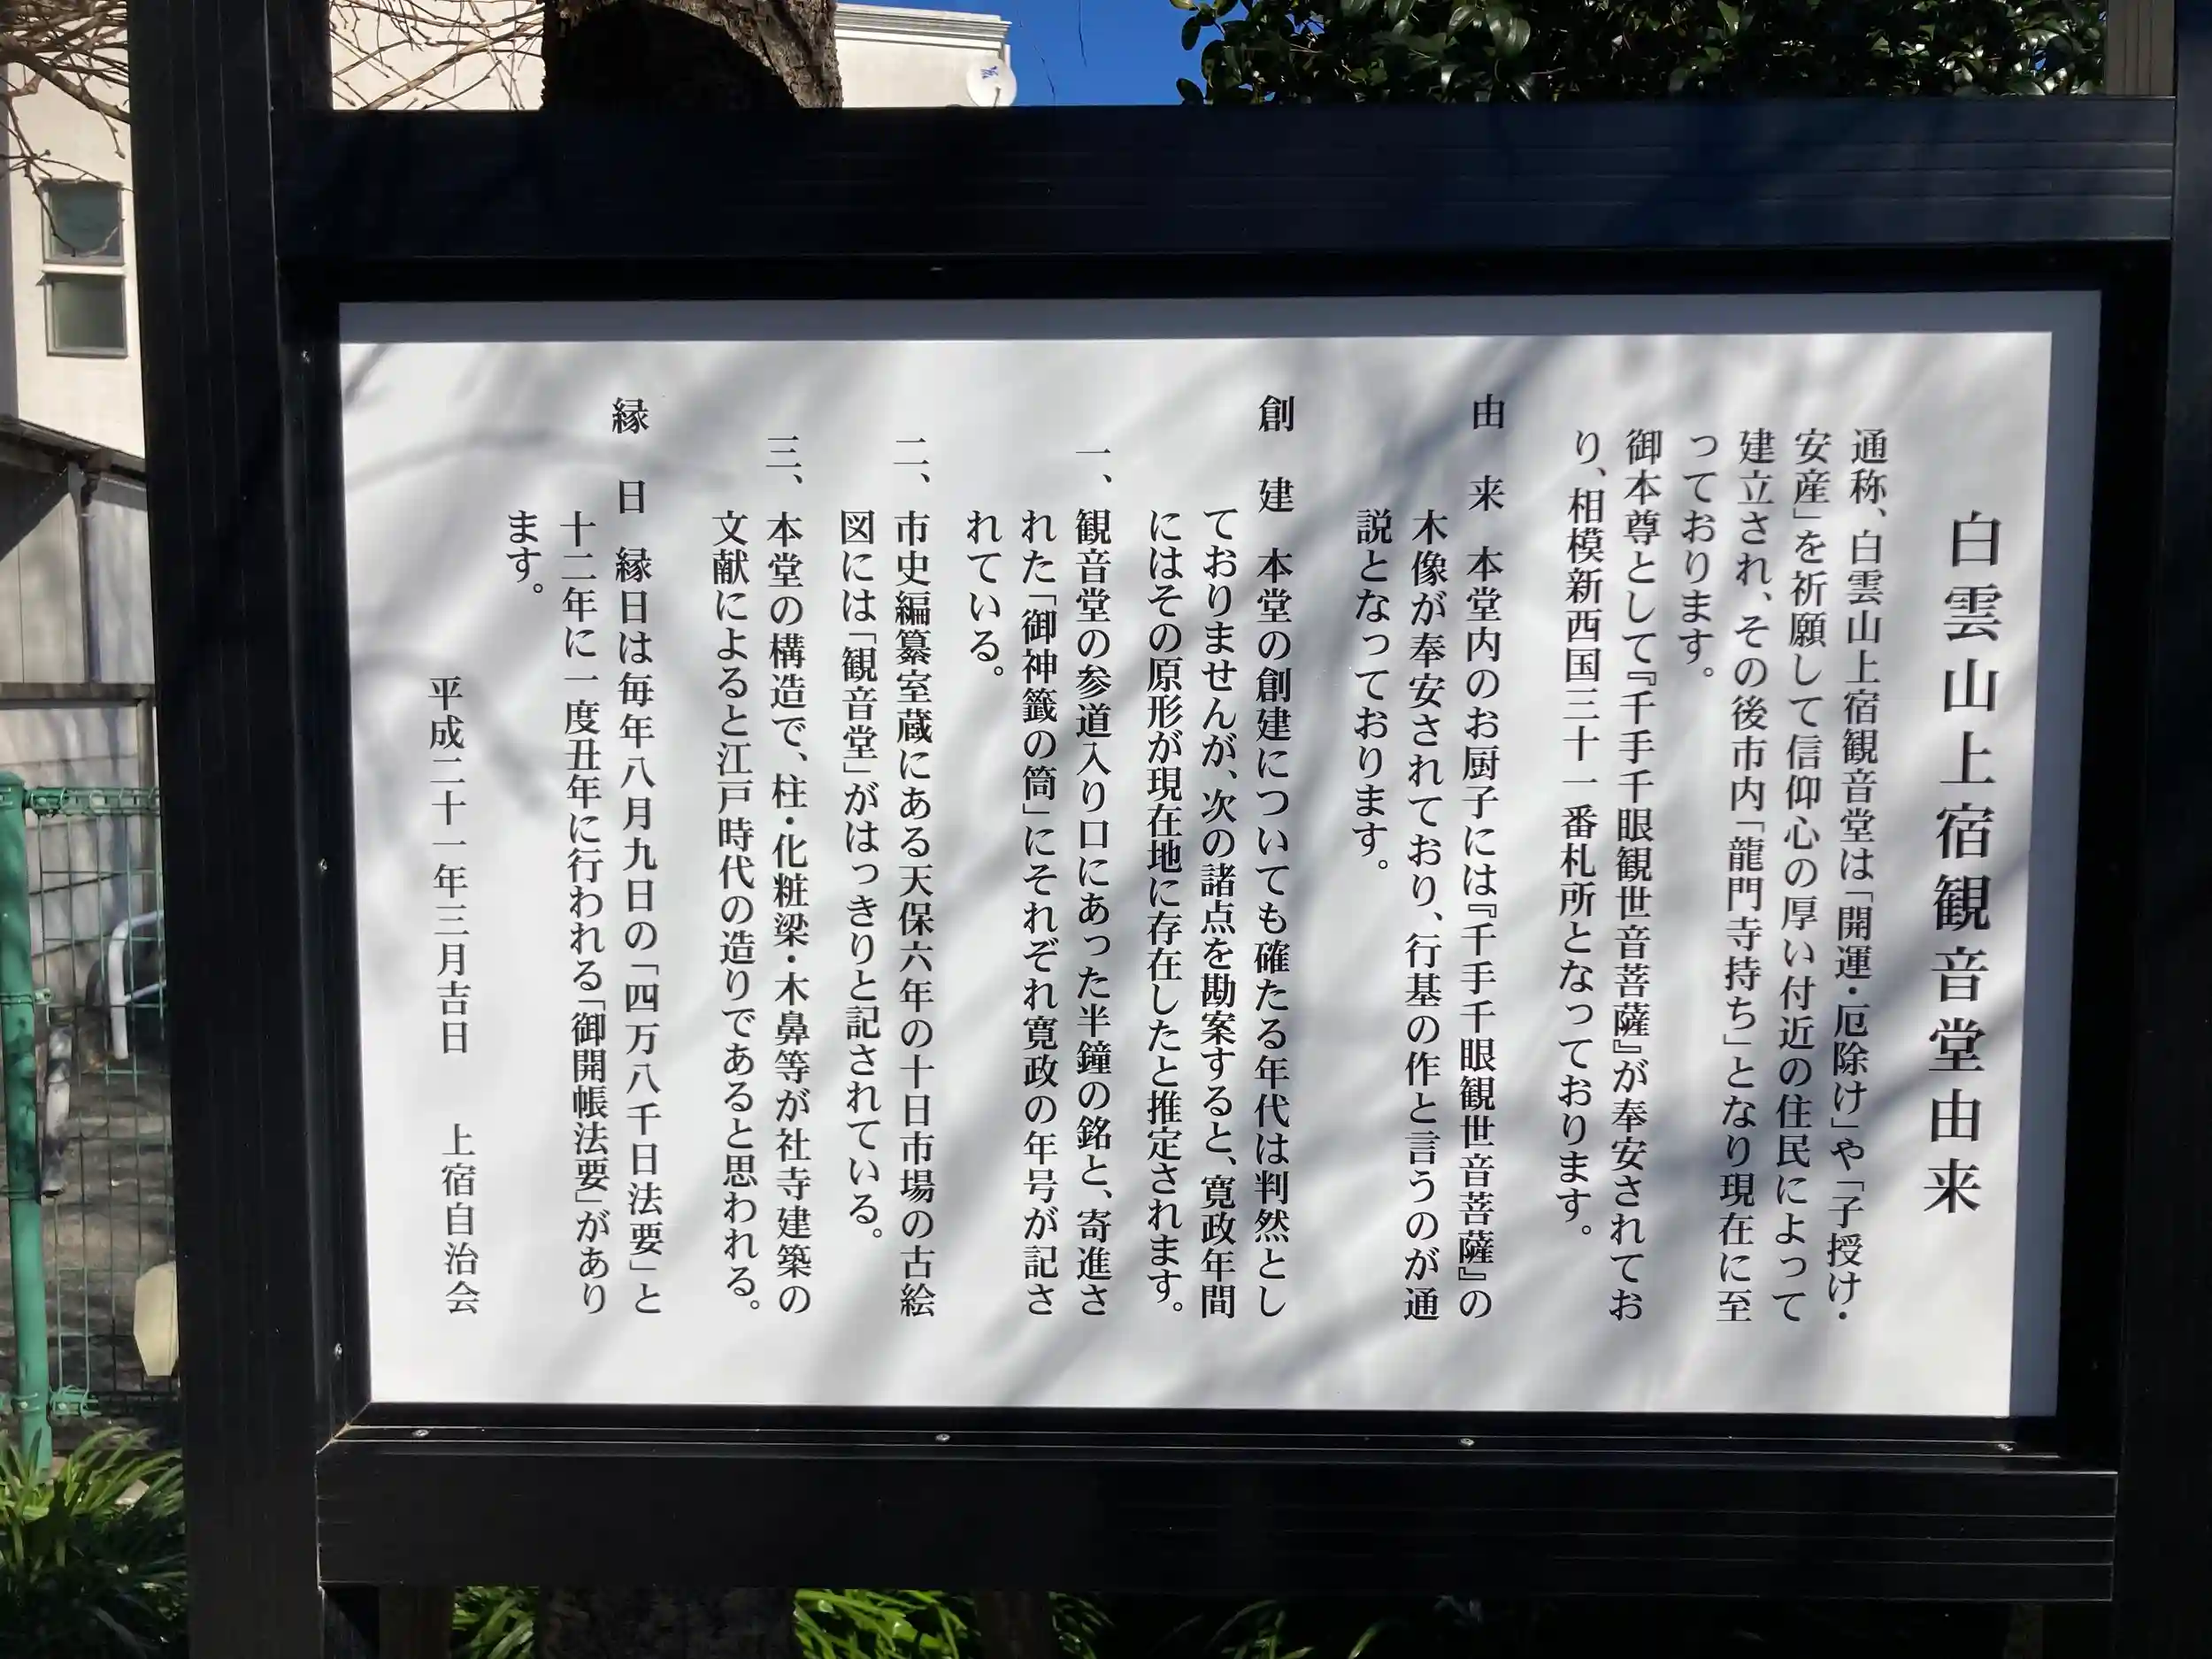 白雲山上宿観音堂由来
通称、白雲山上宿観音堂は「開運・厄除け」や「子授け・
安産」を祈願して信仰心の厚い付近の住民によって
建立され、その後市内「龍門寺持ち」となり現在に至
っております。
御本尊として『千手千眼観世音菩薩』が奉安されてお
り、相模新西国三十一番札所となっております。
由 来 本堂内のお厨子には『千手千眼観世音菩薩』の
木像が奉安されており、行基の作と言うのが通
説となっております。
創 建 本堂の創建についても確たる年代は判然とし
ておりませんが、次の諸点を勘案すると、寛政年間
にはその原形が現在地に存在したと推定されます。
一、観音堂の参道入り口にあった半鐘の銘と、寄進さ
れた「御神籤の筒」にそれぞれ寛政の年号が記さ
れている。
二、市史編纂室蔵にある天保六年の十日市場の古絵
図には「観音堂」がはっきりと記されている。
三、本堂の構造で、柱・化粧梁・木鼻等が社寺建築の
文献によると江戸時代の造りであると思われる。
縁 日 縁日は毎年八月九日の「四万八千日法要」と
十二年に一度丑年に行われる「御開帳法要」があり
ます。
平成二十一年三月吉日 上宿自治会